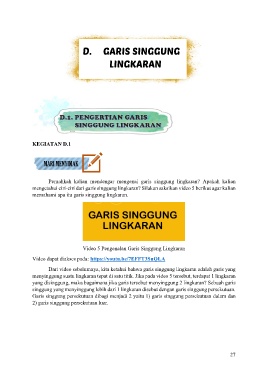 D. GARIS SINGGUNG
LINGKARAN
D.1. PENGERTIAN GARIS
SINGGUNG LINGKARAN
KEGIATAN D.1
MARI MENYIMAK
Pernahkah kalian mendengar mengenai garis singgung lingkaran? Apakah kalian
mengetahui ciri-ciri dari garis singgung lingkaran? Silakan saksikan video 5 berikut agar kalian
memahami apa itu garis singgung lingkaran.
GARIS SINGGUNG
LINGKARAN
Video 5 Pengenalan Garis Singgung Lingkaran
Video dapat diakses pada:
Dari video sebelumnya, kita ketahui bahwa garis singgung lingkaran adalah garis yang
menyinggung suatu lingkaran tepat di satu titik. Jika pada video 5 tersebut, terdapat 1 lingkaran
yang disinggung, maka bagaimana jika garis tersebut menyinggung 2 lingkaran? Sebuah garis
singgung yang menyinggung lebih dari 1 lingkaran disebut dengan garis singgung persekutuan.
Garis singgung persekutuan dibagi menjadi 2 yaitu 1) garis singgung persekutuan dalam dan
2) garis singgung persekutuan luar.
27